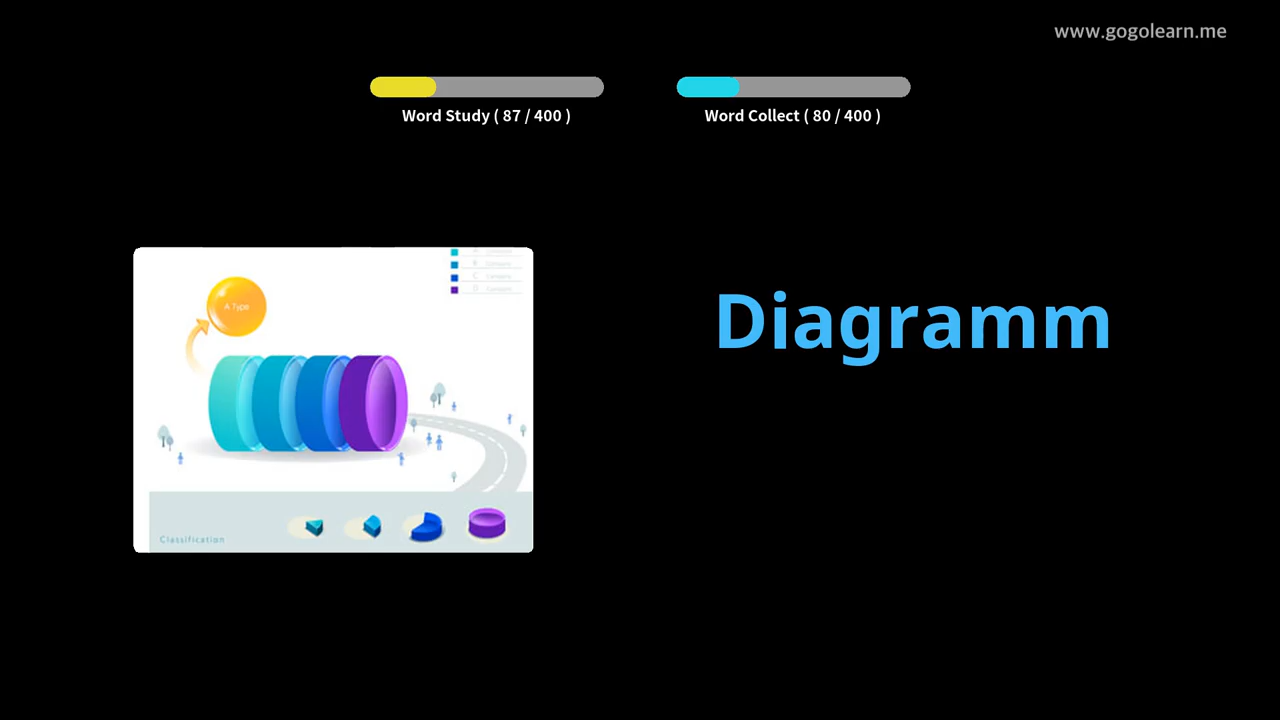 www.gogolearn.me
Word Study ( 87 / 400 )
Word Collect ( 80 / 400 )
A Type
Diagramm
Classification